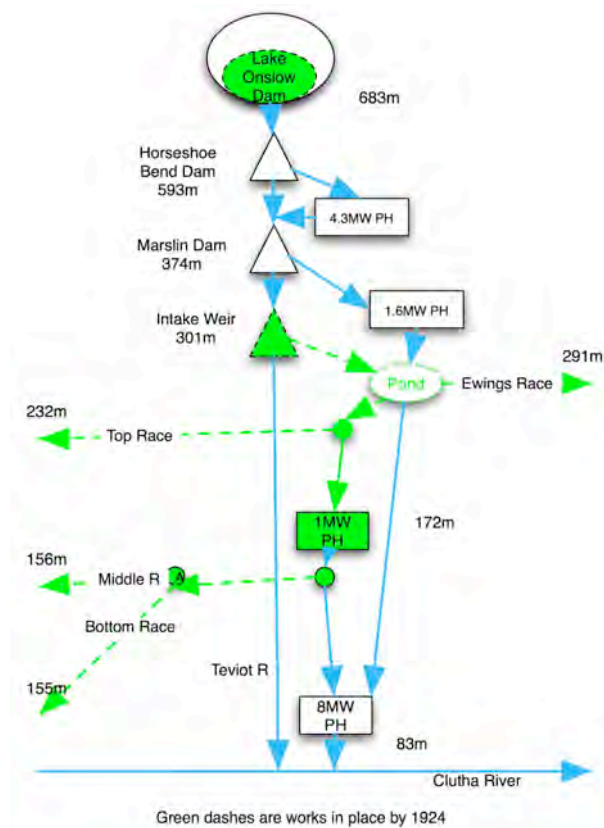 Lake
Onslow
Dam
683m
Horseshoe
Bend Dam
593m
4.3MW PH
Marslin Dam
374m
1.6MW PH
Intake Weir
301m
291m
Pond
Ewings Race
232m
Top Race
1MW
PH
172m
156m
Middle R
A
Bottom Race
Teviot R
155m
8MW
PH
83m
Clutha River
Green dashes are works in place by 1924